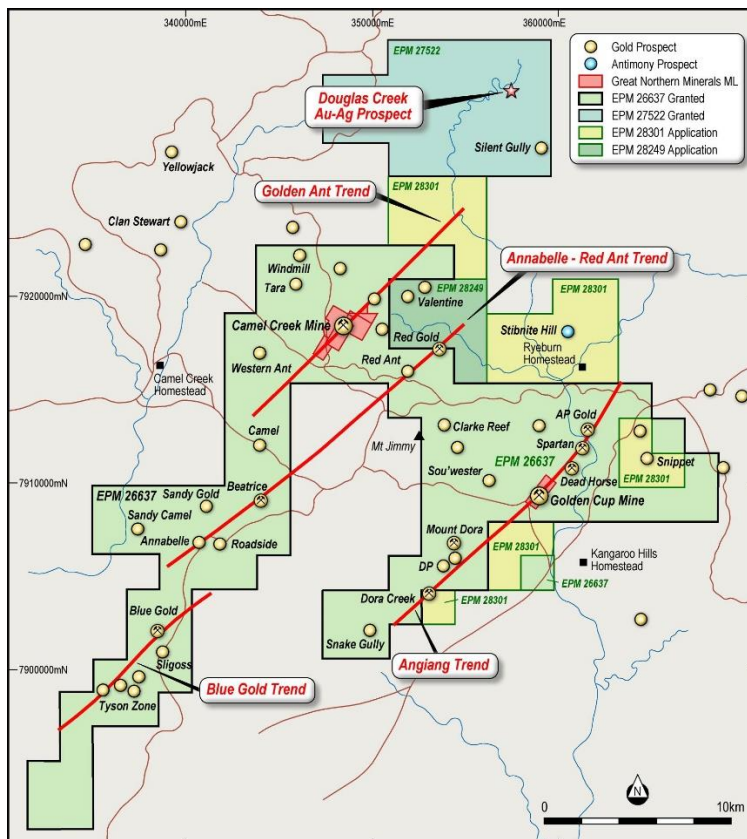 340000mE
350000mE
360000mE
EPM 27522
Gold Prospect
Antimony Prospect
Great Northern Minerals ML
EPM 26637 Granted
EPM 27522 Granted
EPM 28301 Application
EPM 28249 Application
Douglas Creek
Au-Ag Prospect
Silent Gully
Yellowjack
Golden Ant Trend
EPM 28301
Clan Stewart
Annabelle - Red Ant Trend
Windmill
Tara
EPM 28249
Valentine
EPM 28301
7920000mN
Camel Creek Mine
Red Gold
Stibnite Hill
Ryeburn
Homestead
Western Ant
Red Ant
Camel Creek
Homestead
Camel
Clarke Reef
AP Gold
Mt Jimmy
Spartan
Sou'wester
EPM 26637
Snippet
7910000mN
EPM 26637
Sandy Gold
Beatrice
Dead Horse
EPM 28301
Golden Cup Mine
Sandy Camel
Annabelle
Roadside
Mount Dora
EPM 28301
DP
Kangaroo Hills
Homestead
EPM 26637
Dora Creek
EPM 28301
Blue Gold
Snake Gully
Sligoss
Angiang Trend
7900000mN
Blue Gold Trend
Tyson Zone
N
0
10km